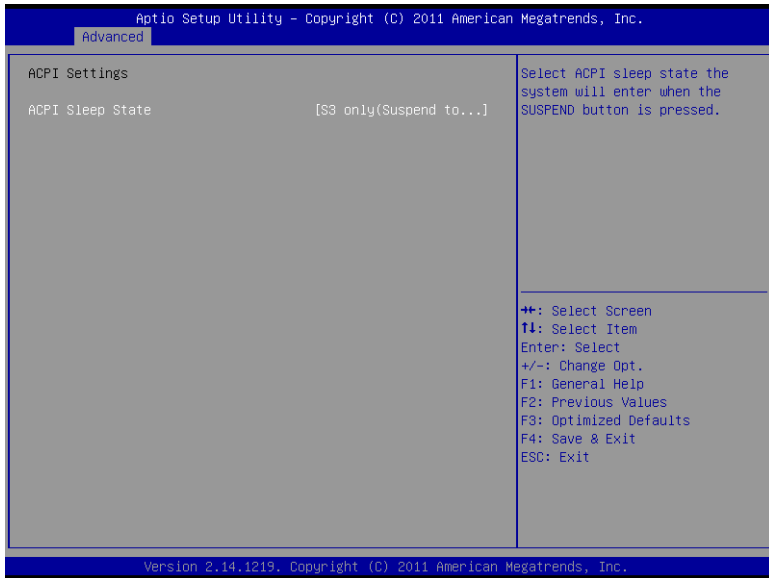 Aptio Setup Utility – Copyright (C) 2011 American Megatrends, Inc.
Advanced
ACPI Settings
ACPI Sleep State [S3 only(Suspend to...]
Select ACPI sleep state the
system will enter when the
SUSPEND button is pressed.
→←: Select Screen
↑↓: Select Item
Enter: Select
+/-: Change Opt.
F1: General Help
F2: Previous Values
F3: Optimized Defaults
F4: Save & Exit
ESC: Exit
Version 2.14.1219. Copyright (C) 2011 American Megatrends, Inc.